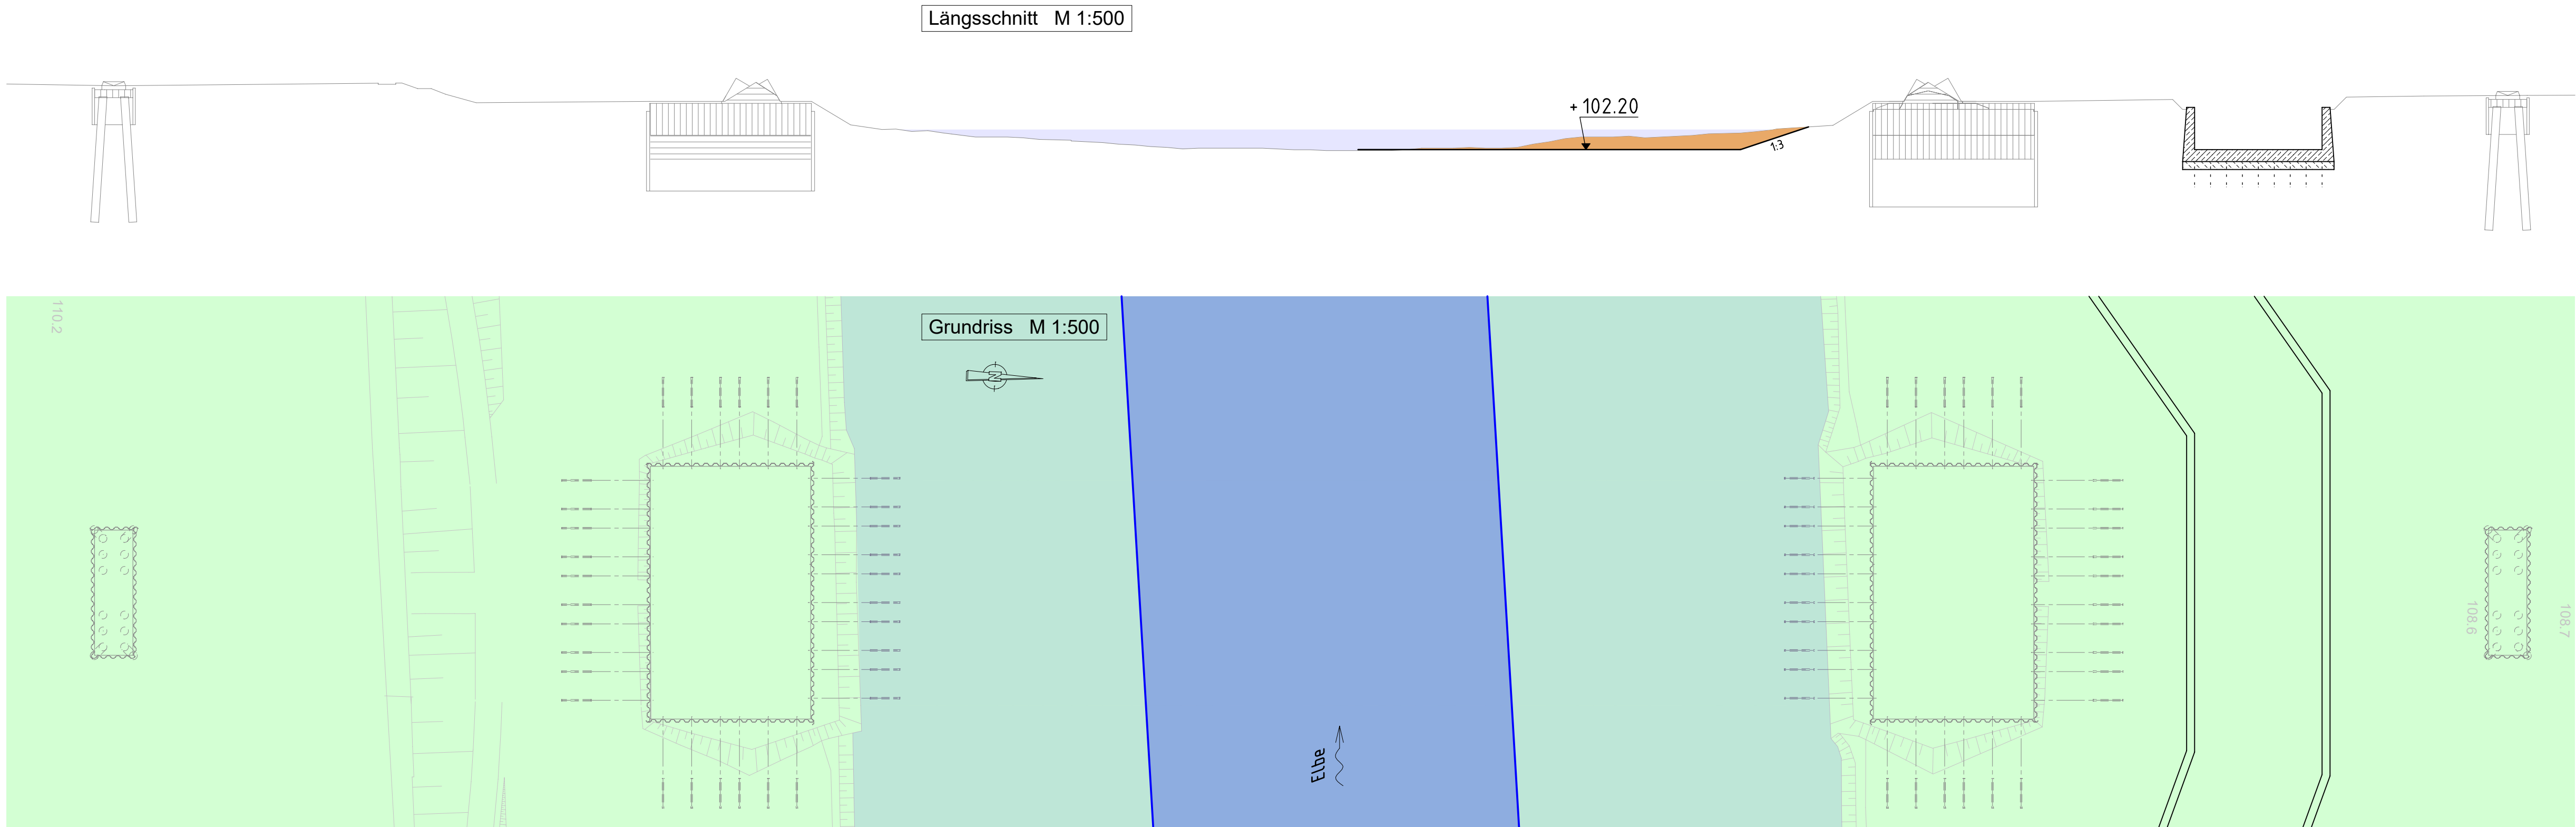 Längsschnitt M 1:500
+ 102.20
1:3
110.2
Grundriss M 1:500
N
Elbe
108.6
108.7